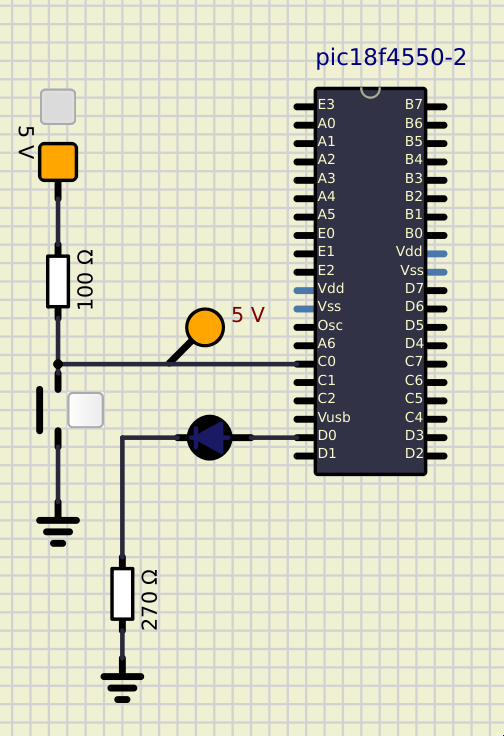 pic18f4550-2
5 V
100 Ω
5 V
270 Ω
E3 B7
A0 B6
A1 B5
A2 B4
A3 B3
A4 B2
A5 B1
E0 B0
E1 Vdd
E2 Vss
Vdd D7
Vss D6
Osc D5
A6 D4
C0 C7
C1 C6
C2 C5
Vusb C4
D0 D3
D1 D2